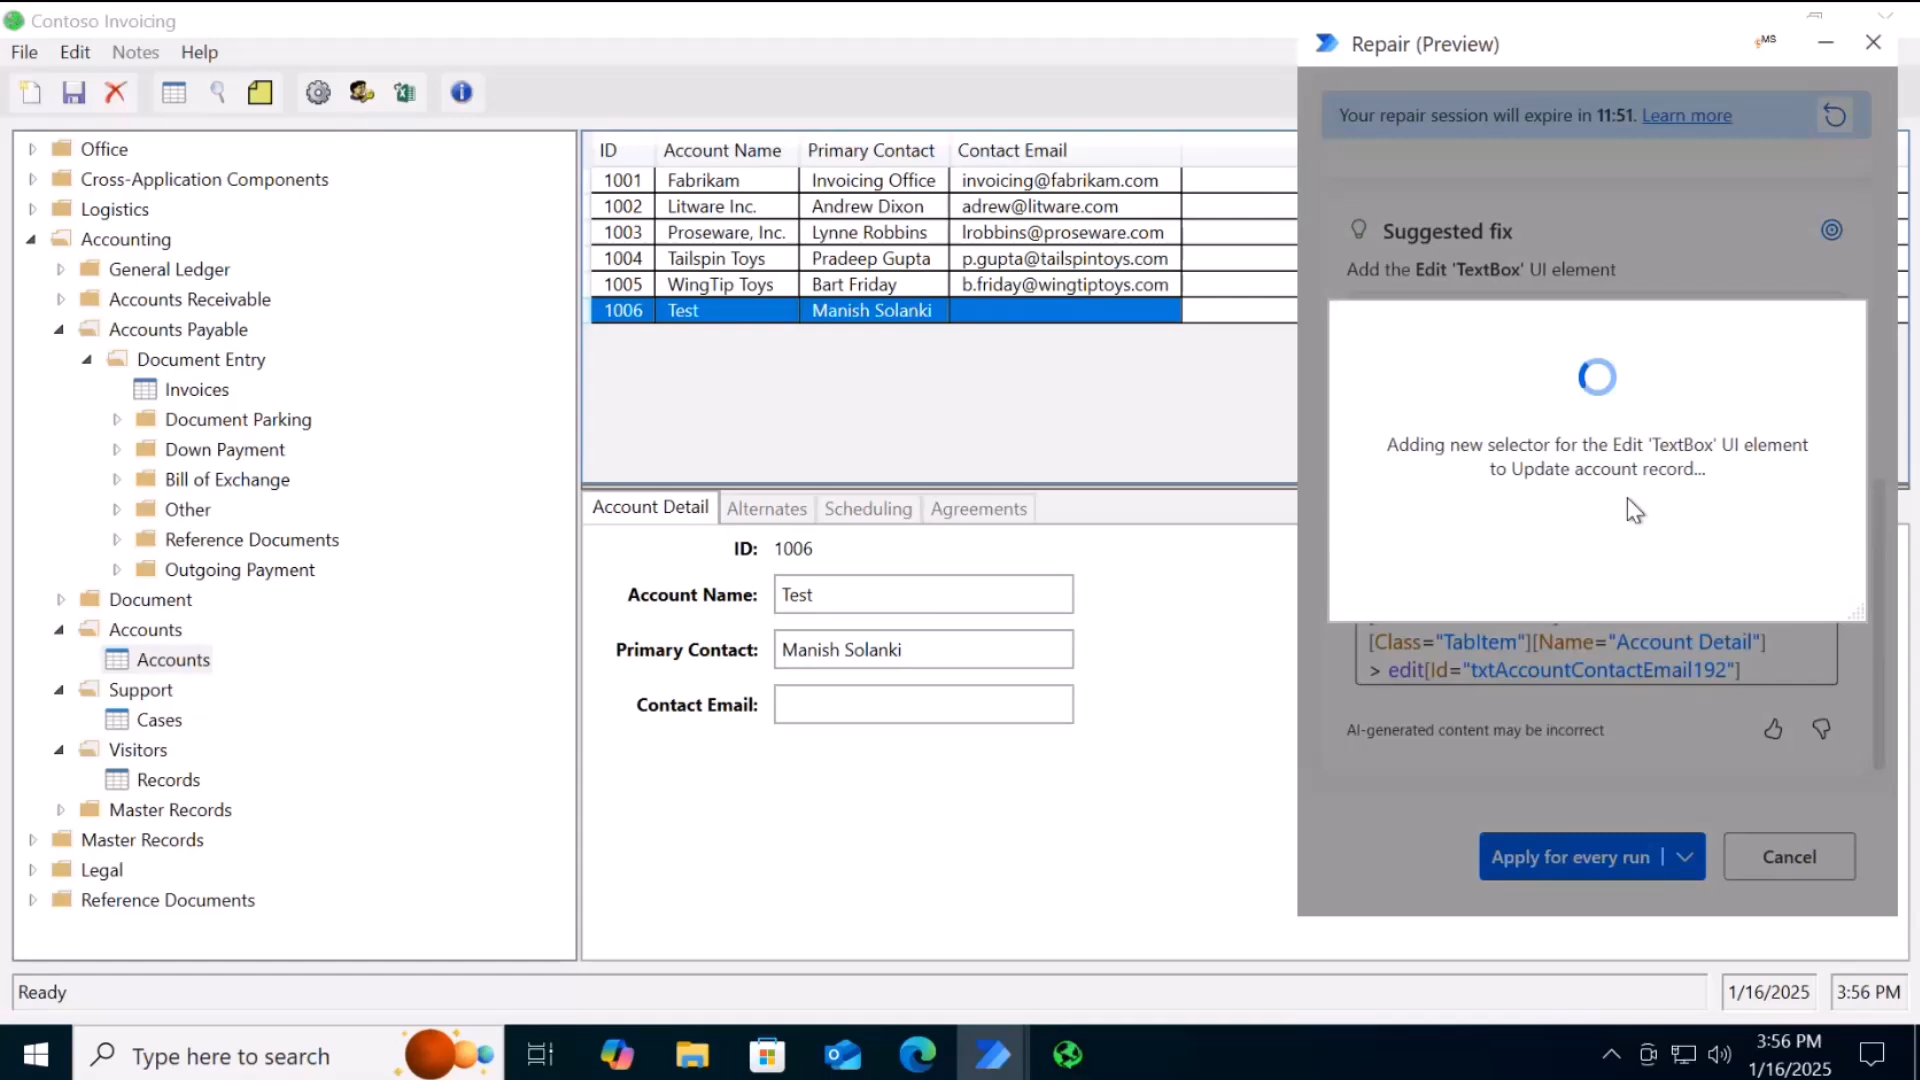 Contoso Invoicing
File Edit Notes Help
Office
Cross-Application Components
Logistics
Accounting
General Ledger
Accounts Receivable
Accounts Payable
Document Entry
Invoices
Document Parking
Down Payment
Bill of Exchange
Other
Reference Documents
Outgoing Payment
Document
Accounts
Accounts
Support
Cases
Visitors
Records
Master Records
Master Records
Legal
Reference Documents
ID Account Name Primary Contact Contact Email
1001 Fabrikam Invoicing Office invoicing@fabrikam.com
1002 Litware Inc. Andrew Dixon adrew@litware.com
1003 Proseware, Inc. Lynne Robbins lrobbins@proseware.com
1004 Tailspin Toys Pradeep Gupta p.gupta@tailspintoys.com
1005 WingTip Toys Bart Friday b.friday@wingtiptoys.com
1006 Test Manish Solanki
Account Detail Alternates Scheduling Agreements
ID: 1006
Account Name: Test
Primary Contact: Manish Solanki
Contact Email:
Repair (Preview)
MS
Your repair session will expire in 11:51. Learn more
Suggested fix
Add the Edit 'TextBox' UI element
Adding new selector for the Edit 'TextBox' UI element
to Update account record...
[Class="TabItem"][Name="Account Detail"]
> edit[Id="txtAccountContactEmail192"]
AI-generated content may be incorrect
Apply for every run Cancel
Ready 1/16/2025 3:56 PM
Type here to search
3:56 PM
1/16/2025